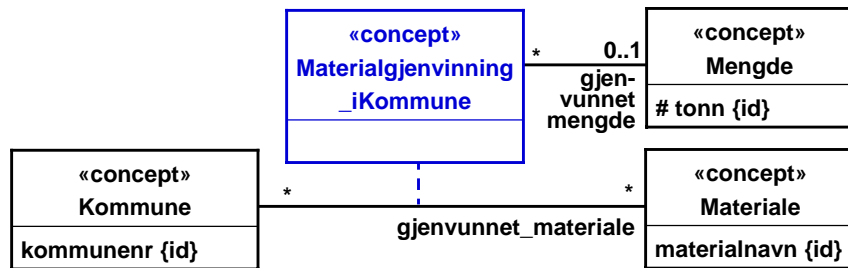 «concept»
Materialgjenvinning
_iKommune
*
0..1
gjen-
vunnet
mengde
«concept»
Mengde
# tonn {id}
«concept»
Kommune
kommunenr {id}
*
*
gjenvunnet_materiale
«concept»
Materiale
materialnavn {id}